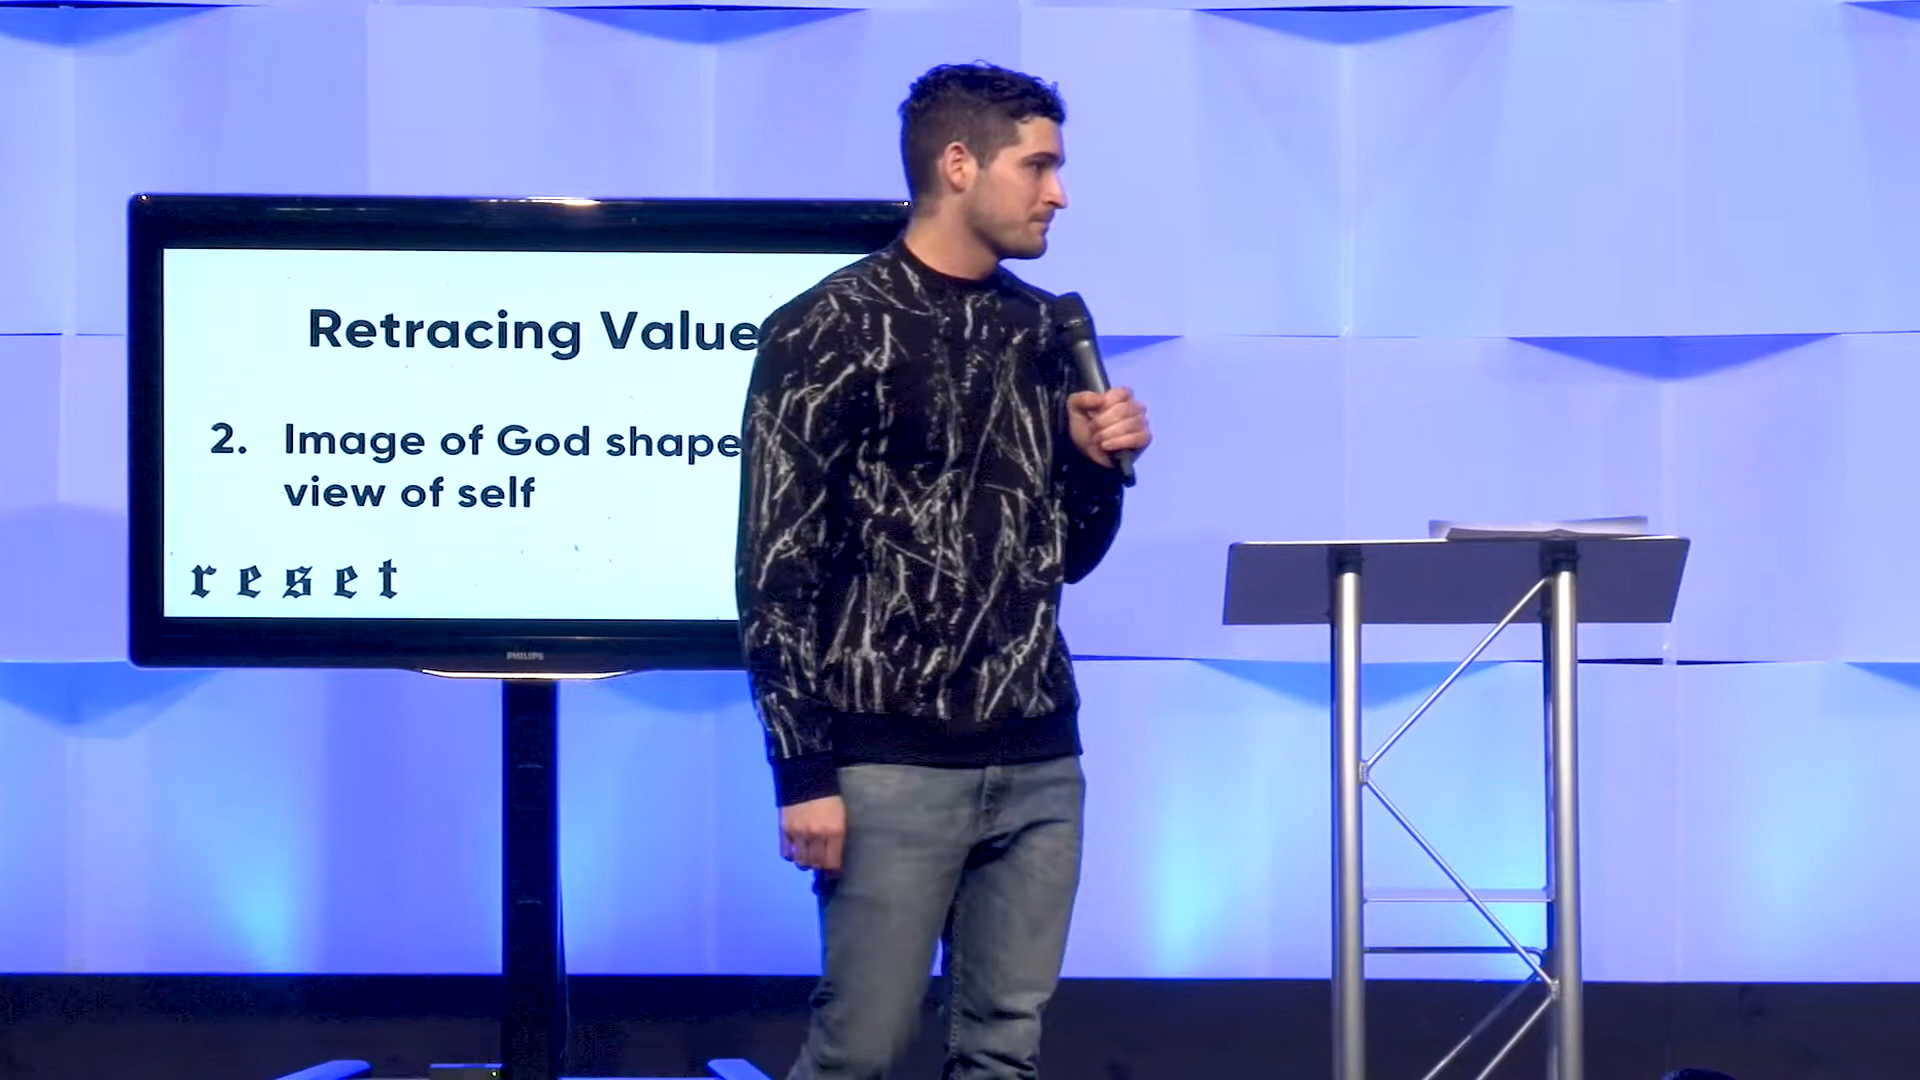 Retracing Value
2. Image of God shape
view of self
reset
PHILIPS